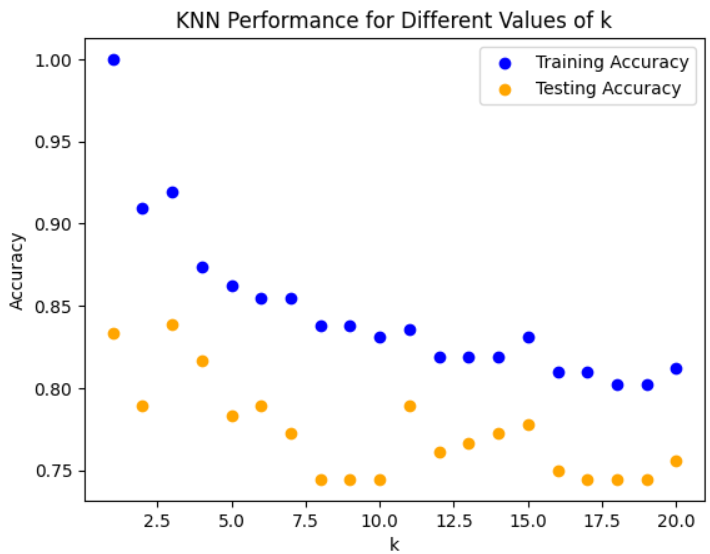 KNN Performance for Different Values of k
Training Accuracy
Testing Accuracy
1.00
0.95
0.90
0.85
0.80
0.75
Accuracy
2.5 5.0 7.5 10.0 12.5 15.0 17.5 20.0
k